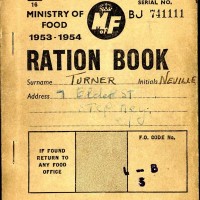 16
SERIAL NO.
MINISTRY OF
FOOD
BJ 741111
1953-1954
MF
RATION BOOK
Surname TURNER Initials NEVILLE
Address 7
F.O. CODE No.
IF FOUND
RETURN TO
ANY FOOD
OFFICE
L - B